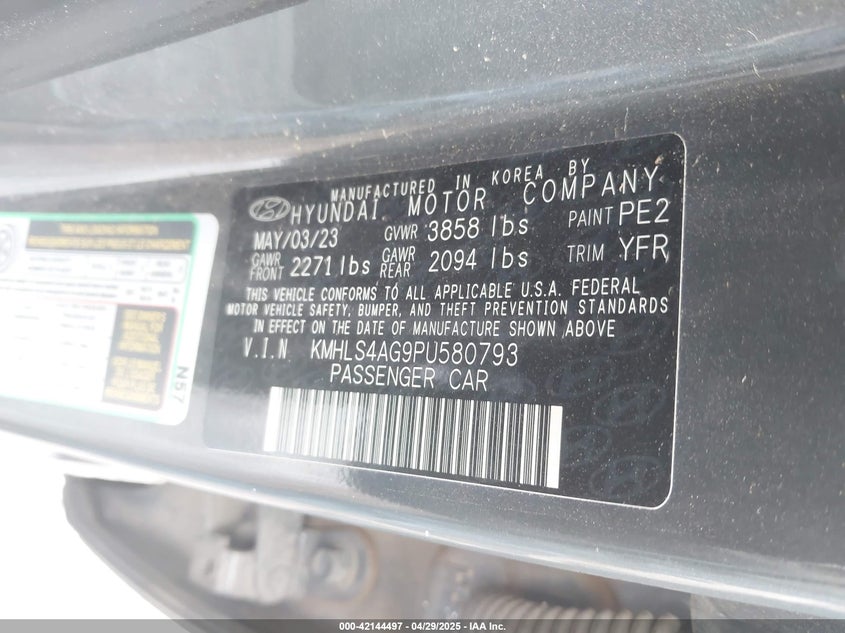 MANUFACTURED IN KOREA BY
HYUNDAI MOTOR COMPANY
MAY/03/23 GVWR 3858 lbs PAINT PE2
GAWR FRONT 2271 lbs GAWR REAR 2094 lbs TRIM YFR
THIS VEHICLE CONFORMS TO ALL APPLICABLE U.S.A. FEDERAL
MOTOR VEHICLE SAFETY, BUMPER, AND THEFT PREVENTION STANDARDS
IN EFFECT ON THE DATE OF MANUFACTURE SHOWN ABOVE
V.I.N KMHLS4AG9PU580793
PASSENGER CAR
N57
000-42144497 - 04/29/2025 - IAA Inc.